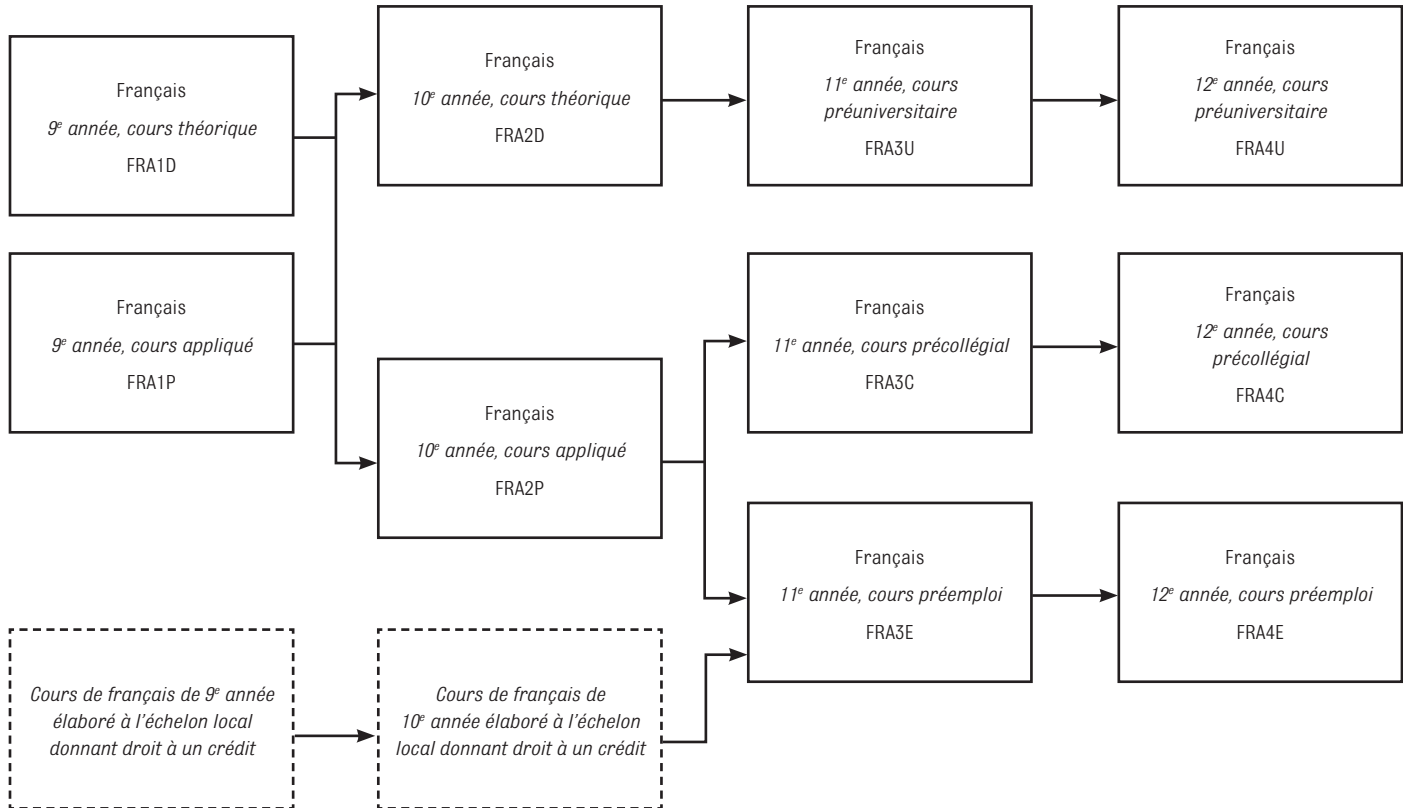 Français
9e année, cours théorique
FRA1D
Français
10e année, cours théorique
FRA2D
Français
11e année, cours
préuniversitaire
FRA3U
Français
12e année, cours
préuniversitaire
FRA4U
Français
9e année, cours appliqué
FRA1P
Français
10e année, cours appliqué
FRA2P
Français
11e année, cours précollégial
FRA3C
Français
12e année, cours
précollégial
FRA4C
Français
11e année, cours préemploi
FRA3E
Français
12e année, cours préemploi
FRA4E
Cours de français de 9e année
élaboré à l'échelon local
donnant droit à un crédit
Cours de français de
10e année élaboré à l'échelon
local donnant droit à un crédit